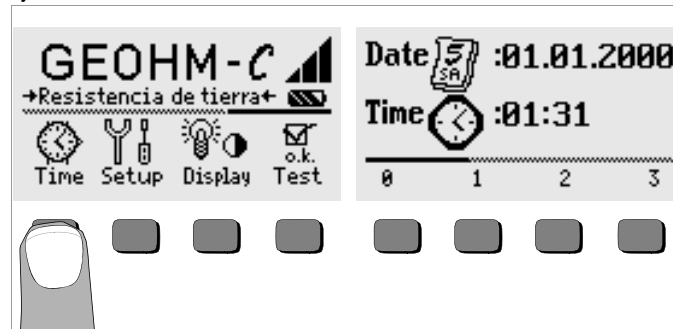 GEOHM-C
→Resistencia de tierra←
Time Setup Display o.k. Test
Date 5 SA :01.01.2000
Time :01:31
0 1 2 3